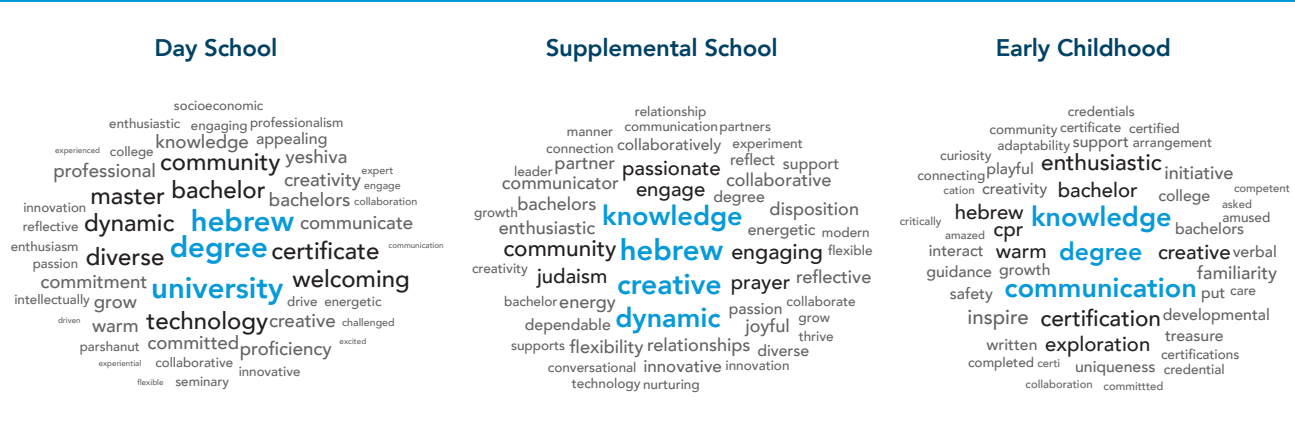 Day School
socioeconomic
enthusiastic engaging professionalism
knowledge appealing
experienced college community yeshiva
professional creativity expert
master bachelor bachelors engage collaboration
innovation
reflective dynamic hebrew communicate
enthusiasm diverse degree certificate communication
passion
commitment university welcoming
intellectually grow drive energetic
driven warm technology creative challenged
parshanut committed proficiency excited
experiential collaborative innovative
flexible seminary
Supplemental School
relationship
manner communication partners
connection collaboratively experiment
leader partner passionate reflect support
communicator engage collaborative
bachelors degree
growth knowledge disposition
enthusiastic energetic modern
community hebrew engaging flexible
creativity judaism creative prayer reflective
bachelor energy passion collaborate
dependable dynamic joyful grow
supports flexibility relationships diverse thrive
conversational innovative innovation
technology nurturing
Early Childhood
credentials
community certificate certified
adaptability support arrangement
curiosity playful enthusiastic initiative
connecting
cation creativity bachelor college competent
hebrew knowledge asked
critically cpr bachelors amused
amazed
interact warm degree creative verbal
guidance growth familiarity
safety communication put care
inspire certification developmental
written exploration treasure
completed certi uniqueness certifications
credential
collaboration committted